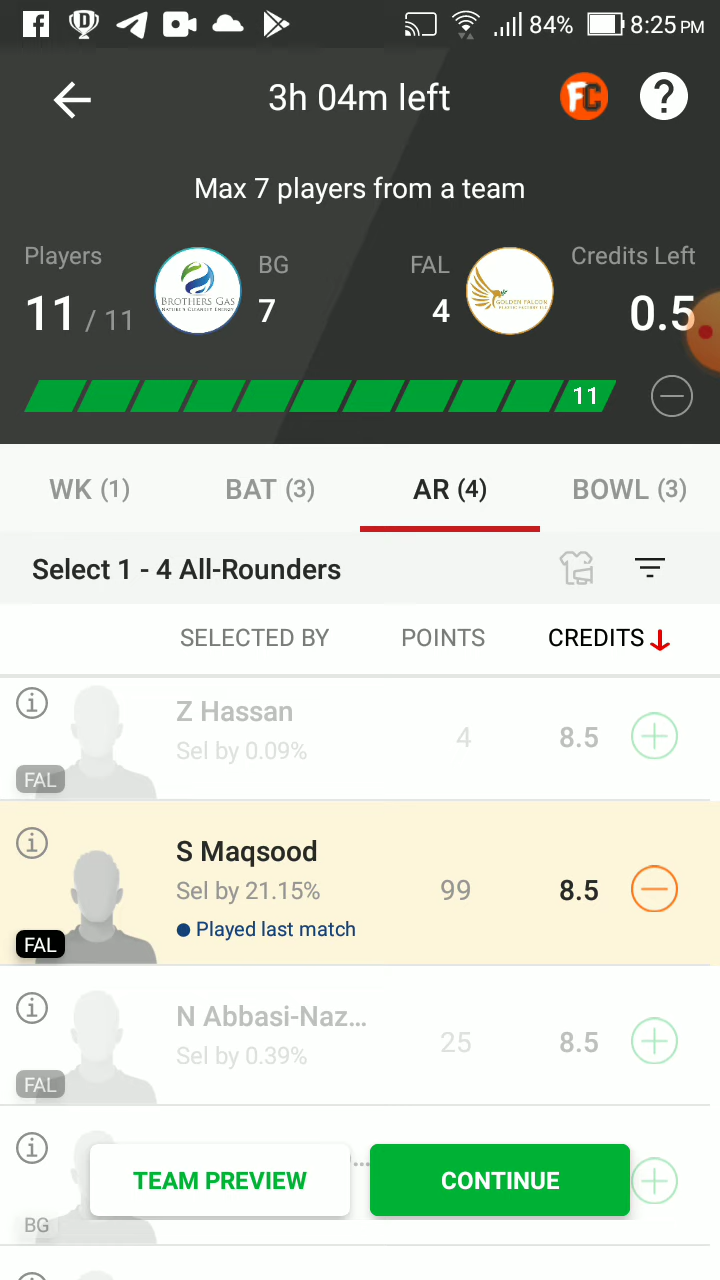 84% 8:25 PM
3h 04m left
FC
?
Max 7 players from a team
Players
11 / 11
BROTHERS GAS
BG
7
FAL
4
GOLDEN FALCON
Credits Left
0.5
11
WK (1) BAT (3) AR (4) BOWL (3)
Select 1 - 4 All-Rounders
SELECTED BY POINTS CREDITS
Z Hassan
Sel by 0.09%
4 8.5
FAL
S Maqsood
Sel by 21.15%
99 8.5
Played last match
FAL
N Abbasi-Naz...
Sel by 0.39%
25 8.5
FAL
...
TEAM PREVIEW CONTINUE
BG